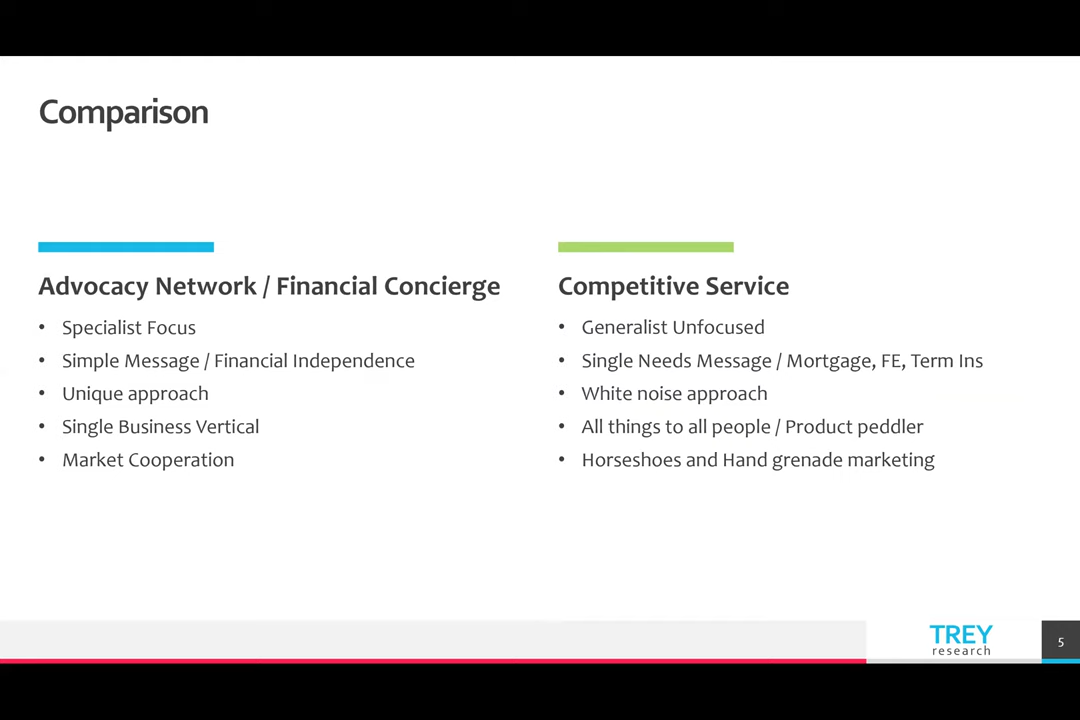 Comparison
Advocacy Network / Financial Concierge
• Specialist Focus
• Simple Message / Financial Independence
• Unique approach
• Single Business Vertical
• Market Cooperation
Competitive Service
• Generalist Unfocused
• Single Needs Message / Mortgage, FE, Term Ins
• White noise approach
• All things to all people / Product peddler
• Horseshoes and Hand grenade marketing
TREY
research
5